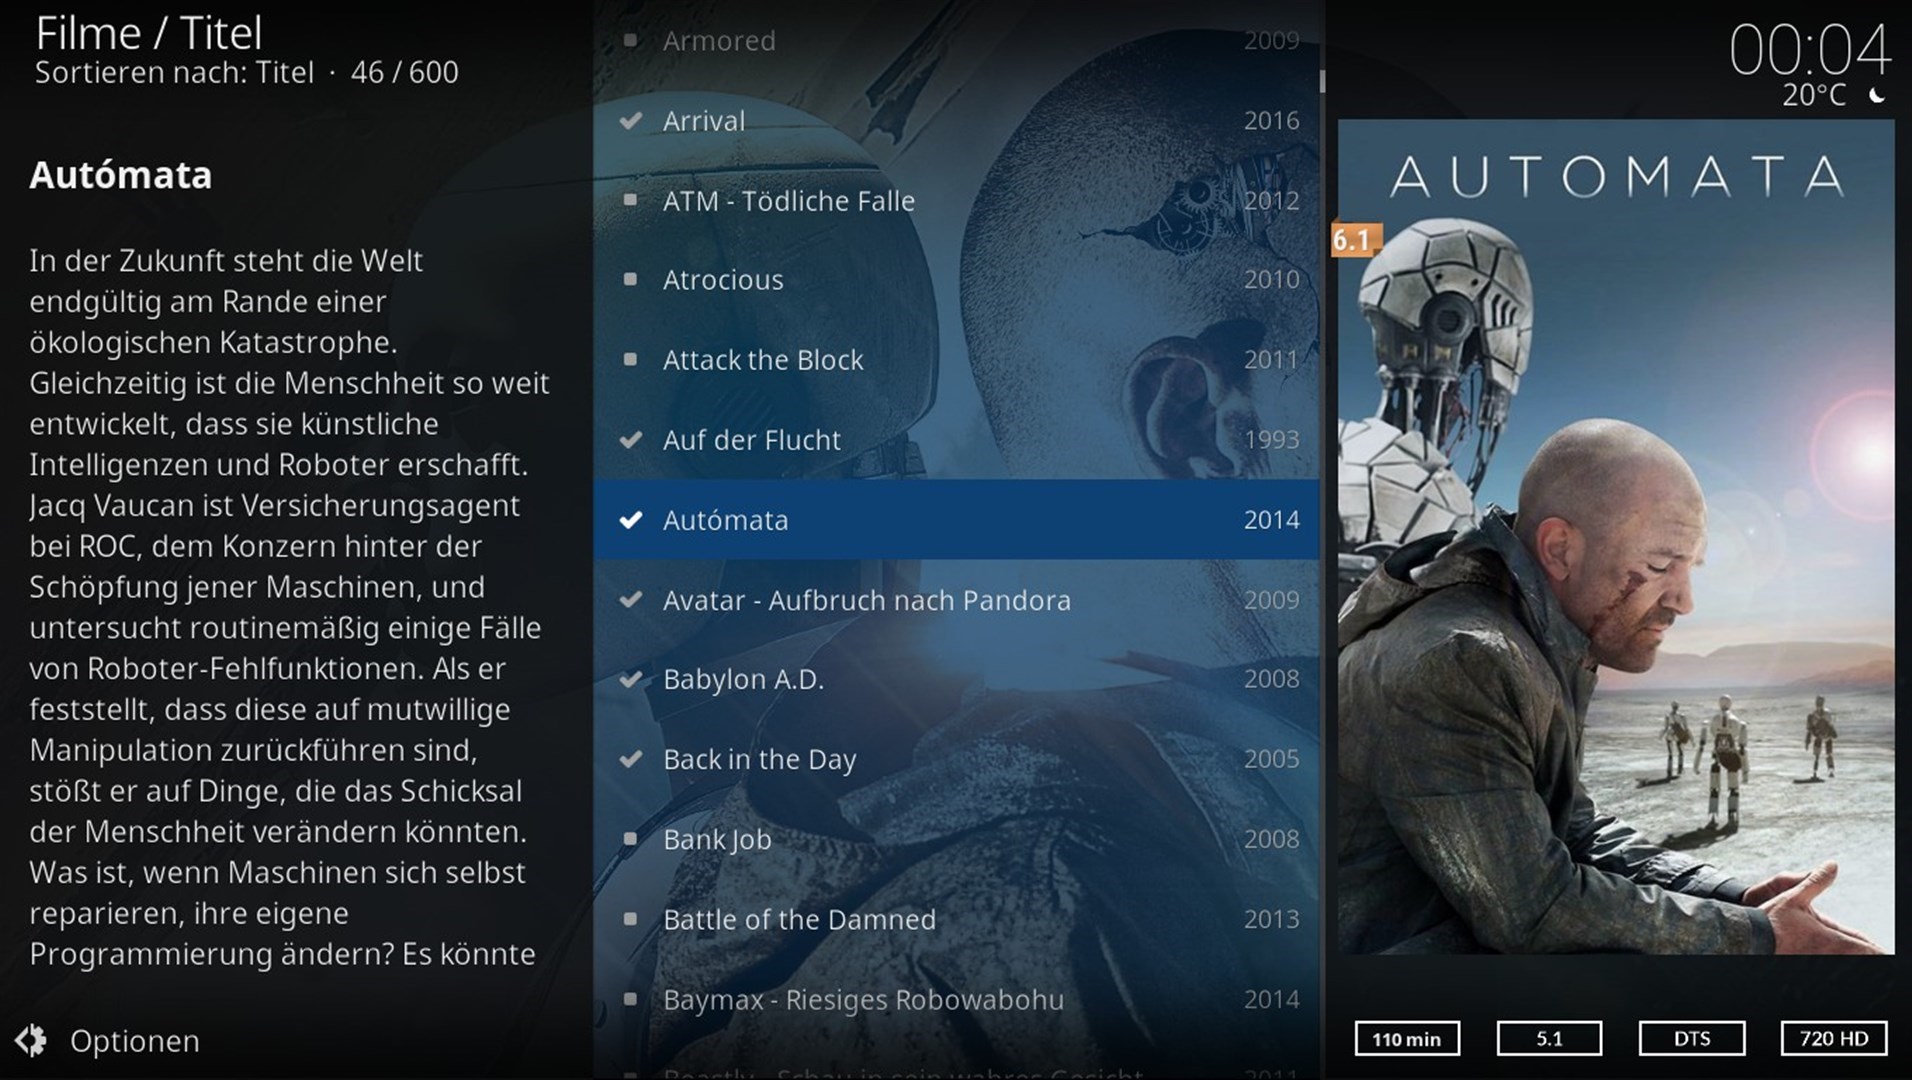 Filme / Titel
Sortieren nach: Titel · 46 / 600
Autómata
In der Zukunft steht die Welt
endgültig am Rande einer
ökologischen Katastrophe.
Gleichzeitig ist die Menschheit so weit
entwickelt, dass sie künstliche
Intelligenzen und Roboter erschafft.
Jacq Vaucan ist Versicherungsagent
bei ROC, dem Konzern hinter der
Schöpfung jener Maschinen, und
untersucht routinemäßig einige Fälle
von Roboter-Fehlfunktionen. Als er
feststellt, dass diese auf mutwillige
Manipulation zurückführen sind,
stößt er auf Dinge, die das Schicksal
der Menschheit verändern könnten.
Was ist, wenn Maschinen sich selbst
reparieren, ihre eigene
Programmierung ändern? Es könnte
Optionen
Armored 2009
Arrival 2016
ATM - Tödliche Falle 2012
Atrocious 2010
Attack the Block 2011
Auf der Flucht 1993
Autómata 2014
Avatar - Aufbruch nach Pandora 2009
Babylon A.D. 2008
Back in the Day 2005
Bank Job 2008
Battle of the Damned 2013
Baymax - Riesiges Robowabohu 2014
Beastly - Schau in sein wahres Gesicht 2011
00:04
20°C
AUTOMATA
6.1
110 min 5.1 DTS 720 HD